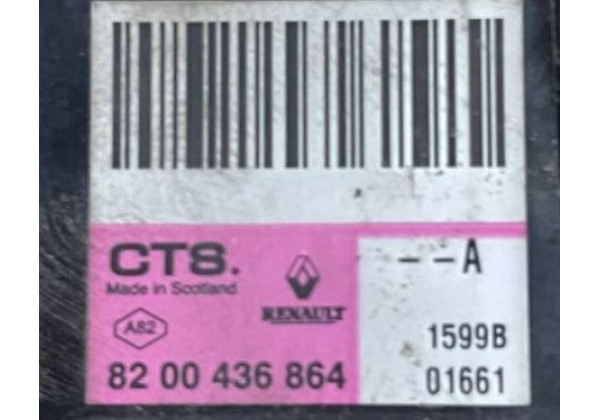 CTS.
Made in Scotland
RENAULT
--A
A82
1599B
82 00 436 864
01661